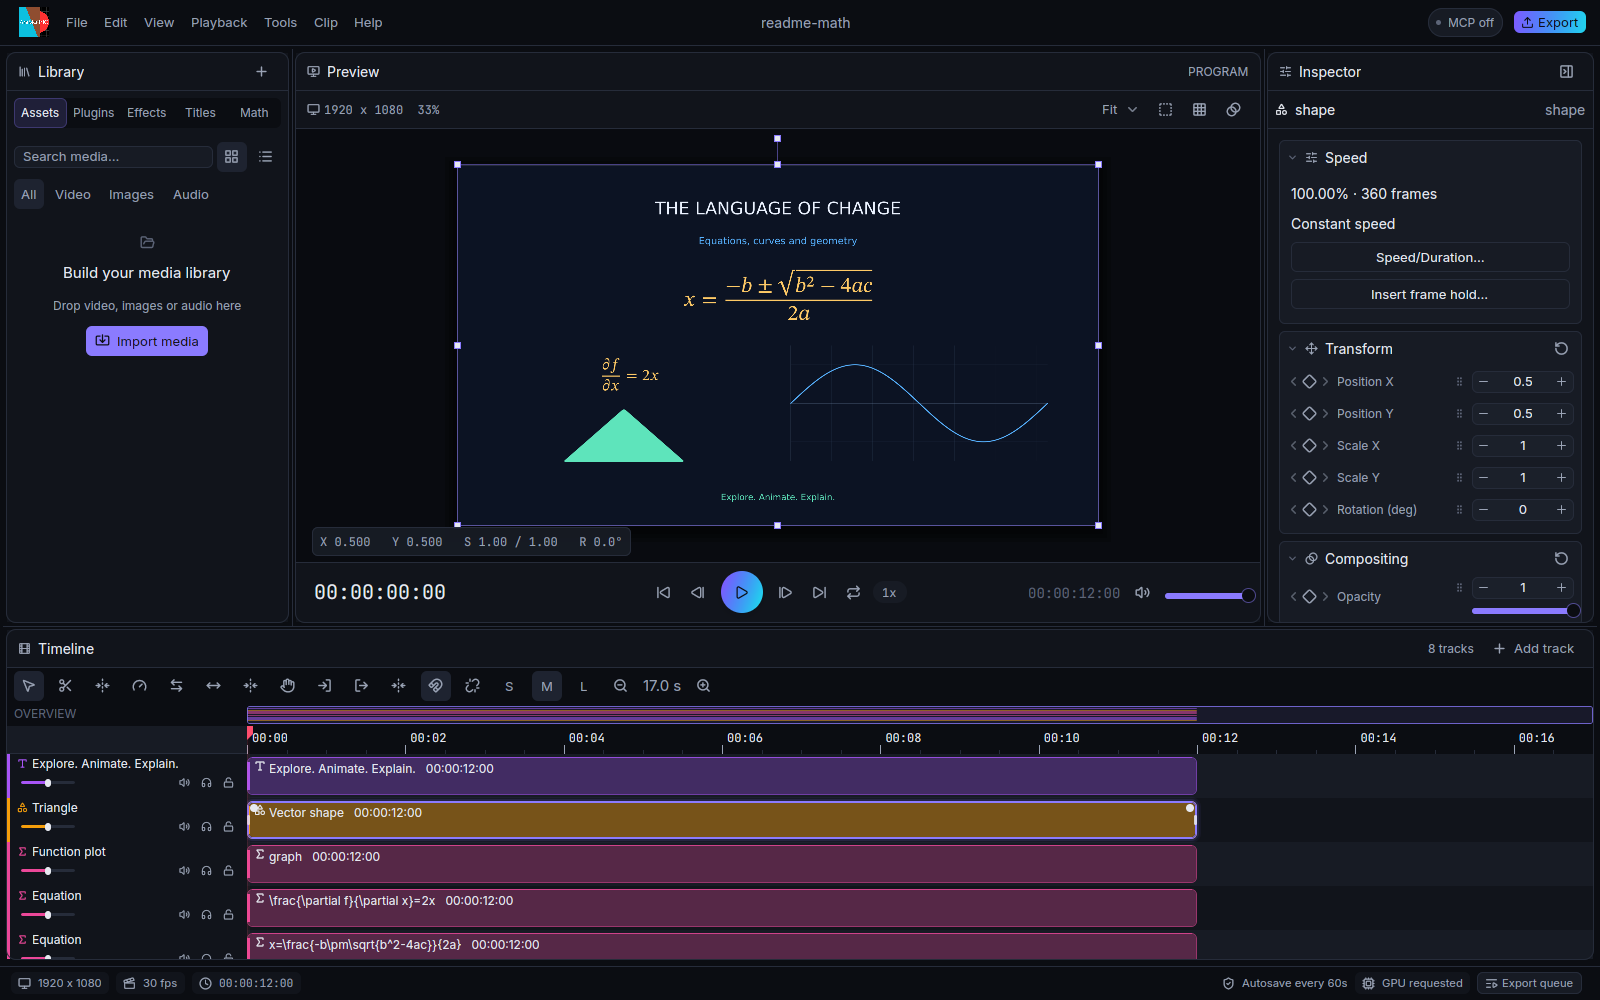 File Edit View Playback Tools Clip Help
readme-math
MCP off
Export
Library
Assets Plugins Effects Titles Math
Search media...
All Video Images Audio
Build your media library
Drop video, images or audio here
Import media
Preview
PROGRAM
1920 x 1080 33%
Fit
THE LANGUAGE OF CHANGE
Equations, curves and geometry
x = \frac{-b ± \sqrt{b² − 4ac}}{2a}
\frac{∂f}{∂x} = 2x
Explore. Animate. Explain.
X 0.500 Y 0.500 S 1.00 / 1.00 R 0.0°
00:00:00:00
1x
00:00:12:00
Inspector
shape
shape
Speed
100.00% · 360 frames
Constant speed
Speed/Duration...
Insert frame hold...
Transform
Position X 0.5
Position Y 0.5
Scale X 1
Scale Y 1
Rotation (deg) 0
Compositing
Opacity 1
Timeline
8 tracks
Add track
S M L 17.0 s
OVERVIEW
00:00 00:02 00:04 00:06 00:08 00:10 00:12 00:14 00:16
Explore. Animate. Explain.
Explore. Animate. Explain. 00:00:12:00
Triangle
Vector shape 00:00:12:00
Function plot
graph 00:00:12:00
Equation
\frac{\partial f}{\partial x}=2x 00:00:12:00
Equation
x=\frac{-b\pm\sqrt{b^2-4ac}}{2a} 00:00:12:00
1920 x 1080
30 fps
00:00:12:00
Autosave every 60s
GPU requested
Export queue